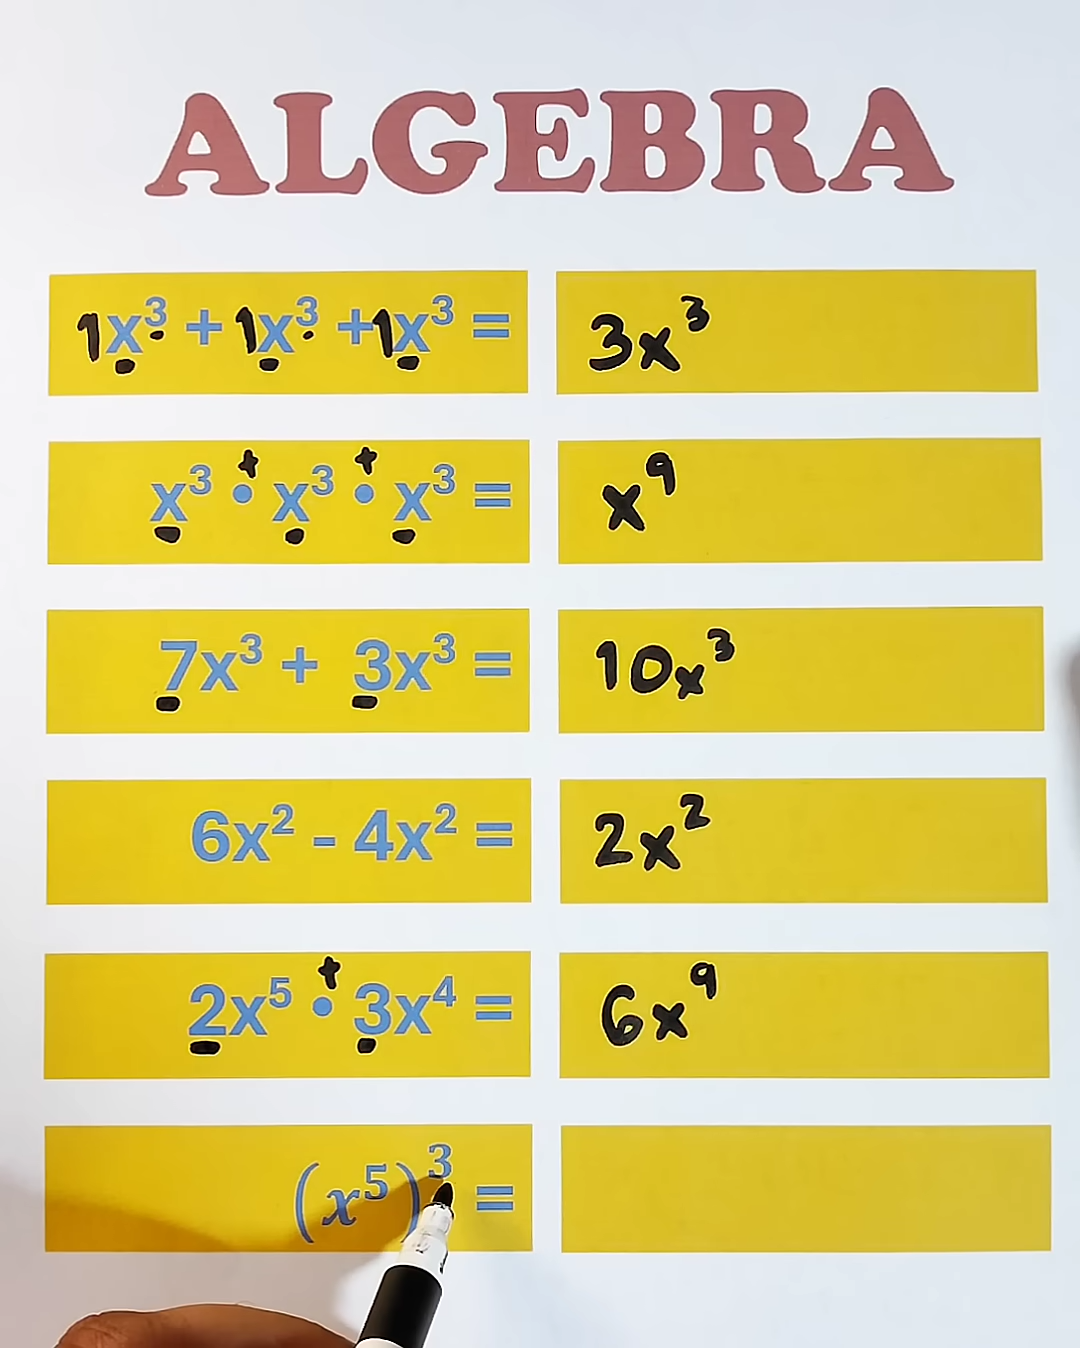 ALGEBRA
1x³ + 1x³ + 1x³ = 3x³
x³ • x³ • x³ = x⁹
7x³ + 3x³ = 10x³
6x² - 4x² = 2x²
2x⁵ • 3x⁴ = 6x⁹
(x⁵)³ =